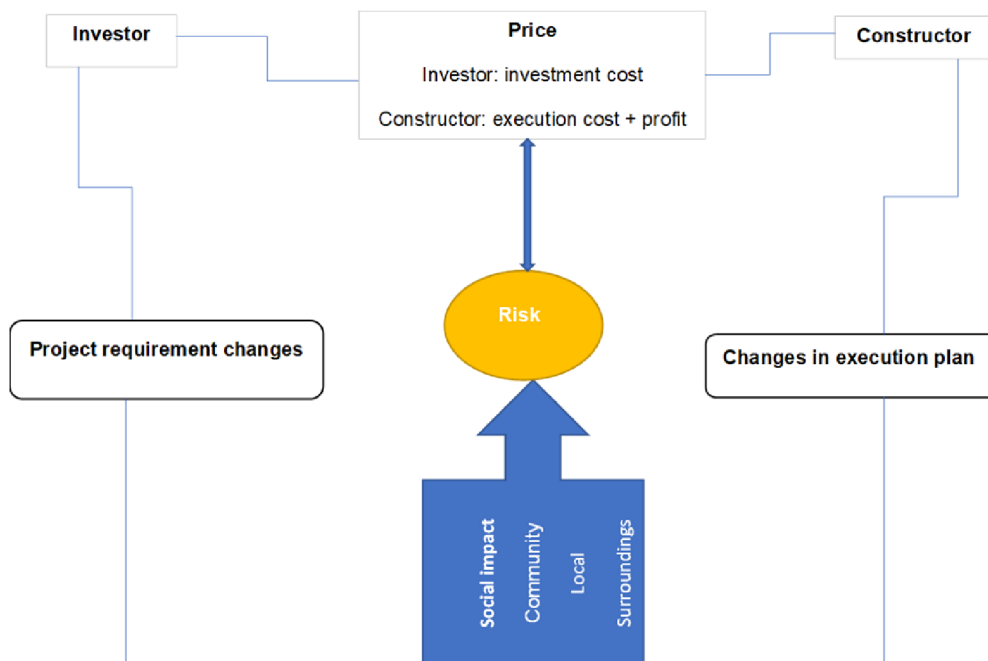 Investor
Price
Investor: investment cost
Constructor: execution cost + profit
Constructor
Risk
Project requirement changes
Changes in execution plan
Social impact
Community
Local
Surroundings